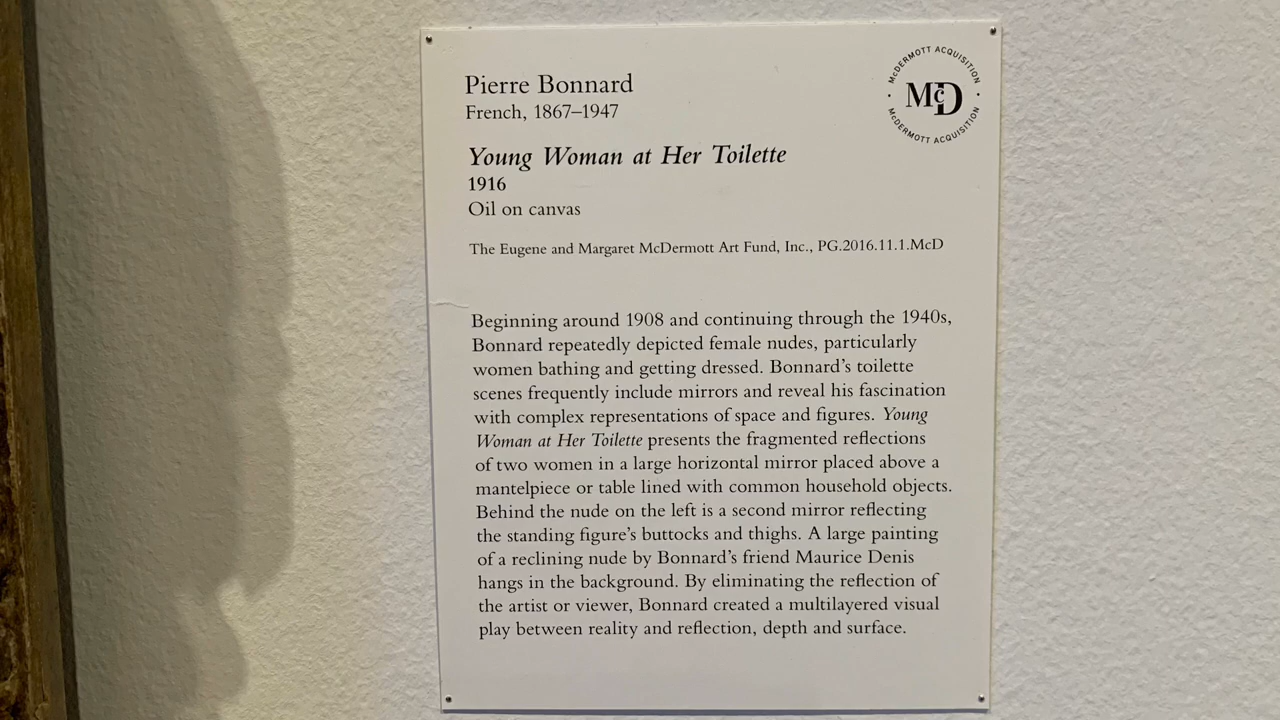 Pierre Bonnard
French, 1867–1947
McDERMOTT ACQUISITION
McD
McDERMOTT ACQUISITION
Young Woman at Her Toilette
1916
Oil on canvas
The Eugene and Margaret McDermott Art Fund, Inc., PG.2016.11.1.McD
Beginning around 1908 and continuing through the 1940s,
Bonnard repeatedly depicted female nudes, particularly
women bathing and getting dressed. Bonnard’s toilette
scenes frequently include mirrors and reveal his fascination
with complex representations of space and figures. Young
Woman at Her Toilette presents the fragmented reflections
of two women in a large horizontal mirror placed above a
mantelpiece or table lined with common household objects.
Behind the nude on the left is a second mirror reflecting
the standing figure’s buttocks and thighs. A large painting
of a reclining nude by Bonnard’s friend Maurice Denis
hangs in the background. By eliminating the reflection of
the artist or viewer, Bonnard created a multilayered visual
play between reality and reflection, depth and surface.